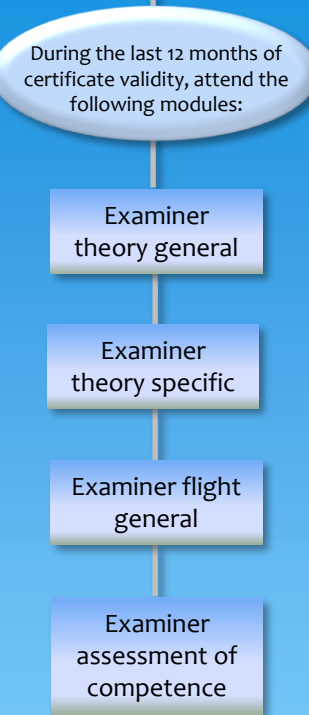 During the last 12 months of
certificate validity, attend the
following modules:
Examiner
theory general
Examiner
theory specific
Examiner flight
general
Examiner
assessment of
competence